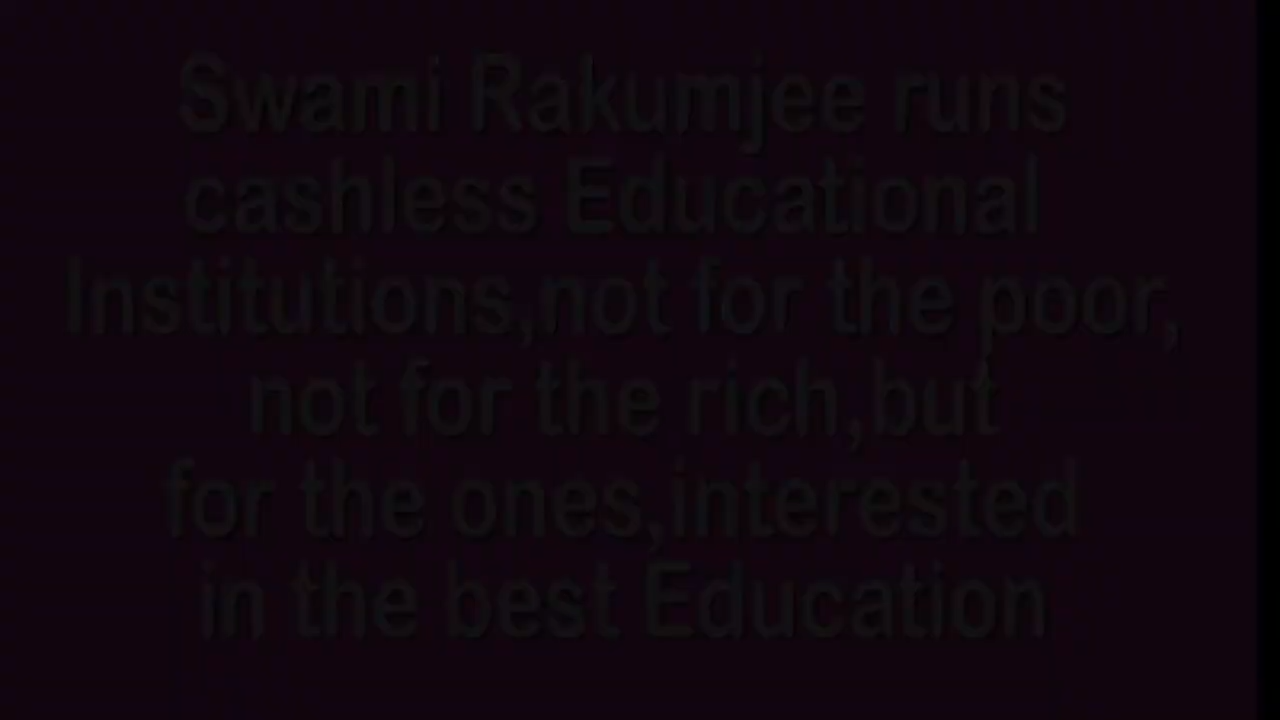 Swami Rakumjee runs
cashless Educational
Institutions,not for the poor,
not for the rich,but
for the ones,interested
in the best Education